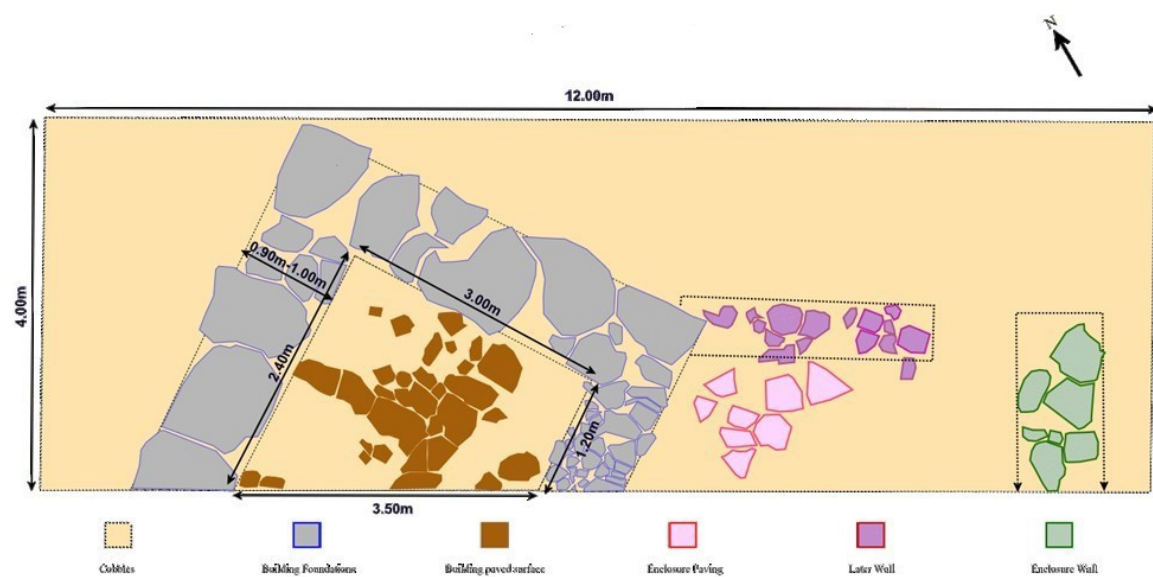 N
12.00m
4.00m
0.90m-1.00m
3.00m
2.40m
1.20m
3.50m
Cobbles
Building Foundations
Building paved surface
Enclosure Paving
Later Wall
Enclosure Wall